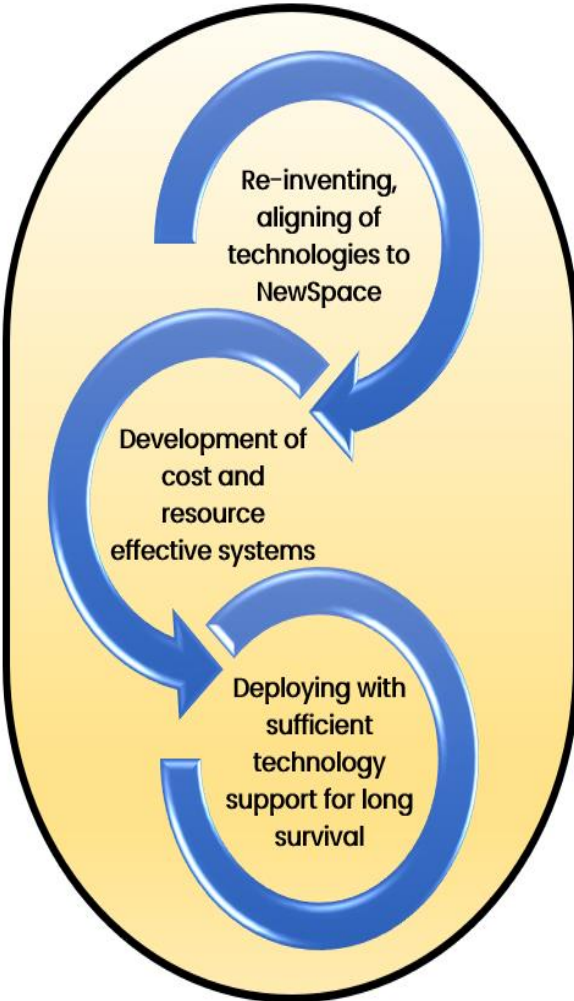 Re-inventing,
aligning of
technologies to
NewSpace
Development of
cost and
resource
effective systems
Deploying with
sufficient
technology
support for long
survival